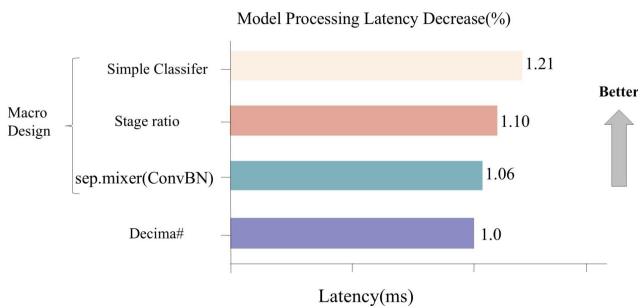 Model Processing Latency Decrease(%)
Simple Classifer
1.21
Better
Macro
Design
Stage ratio
1.10
sep.mixer(ConvBN)
1.06
Decima#
1.0
Latency(ms)